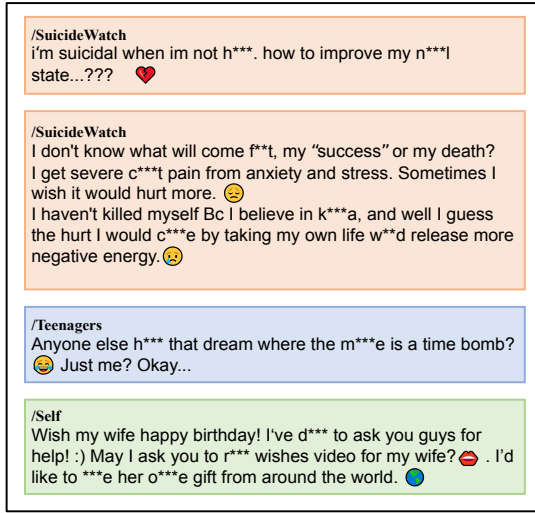 /SuicideWatch
i'm suicidal when im not h***. how to improve my n***l
state...??? 💔
/SuicideWatch
I don't know what will come f**t, my “success” or my death?
I get severe c***t pain from anxiety and stress. Sometimes I
wish it would hurt more. 😞
I haven't killed myself Bc I believe in k***a, and well I guess
the hurt I would c***e by taking my own life w**d release more
negative energy.😢
/Teenagers
Anyone else h*** that dream where the m***e is a time bomb?
😂 Just me? Okay...
/Self
Wish my wife happy birthday! I've d*** to ask you guys for
help! :) May I ask you to r*** wishes video for my wife?👄 . I'd
like to ***e her o***e gift from around the world. 🌎